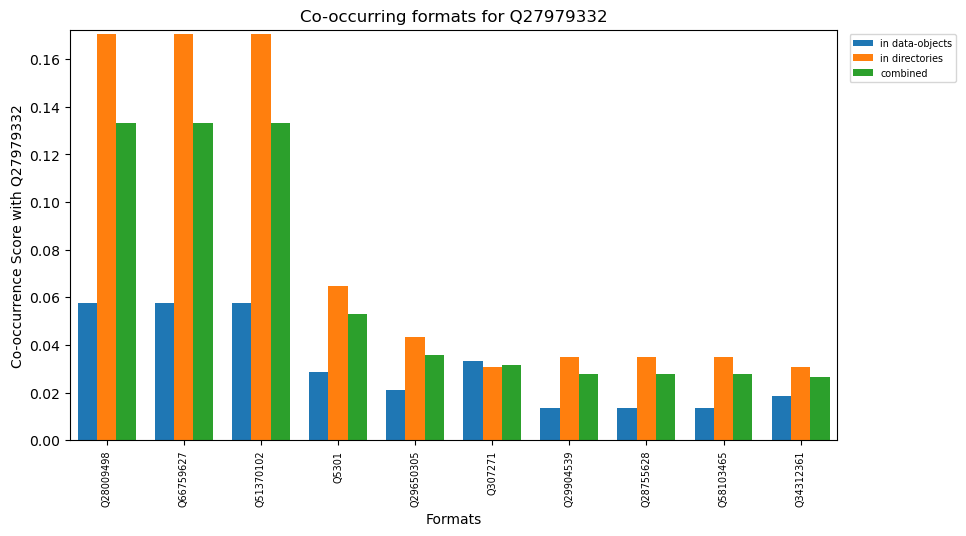 Co-occurring formats for Q27979332
in data-objects
in directories
combined
Co-occurrence Score with Q27979332
0.16
0.14
0.12
0.10
0.08
0.06
0.04
0.02
0.00
Q28009498
Q66759627
Q51370102
Q5301
Q29650305
Q307271
Q29904539
Q28755628
Q58103465
Q34312361
Formats